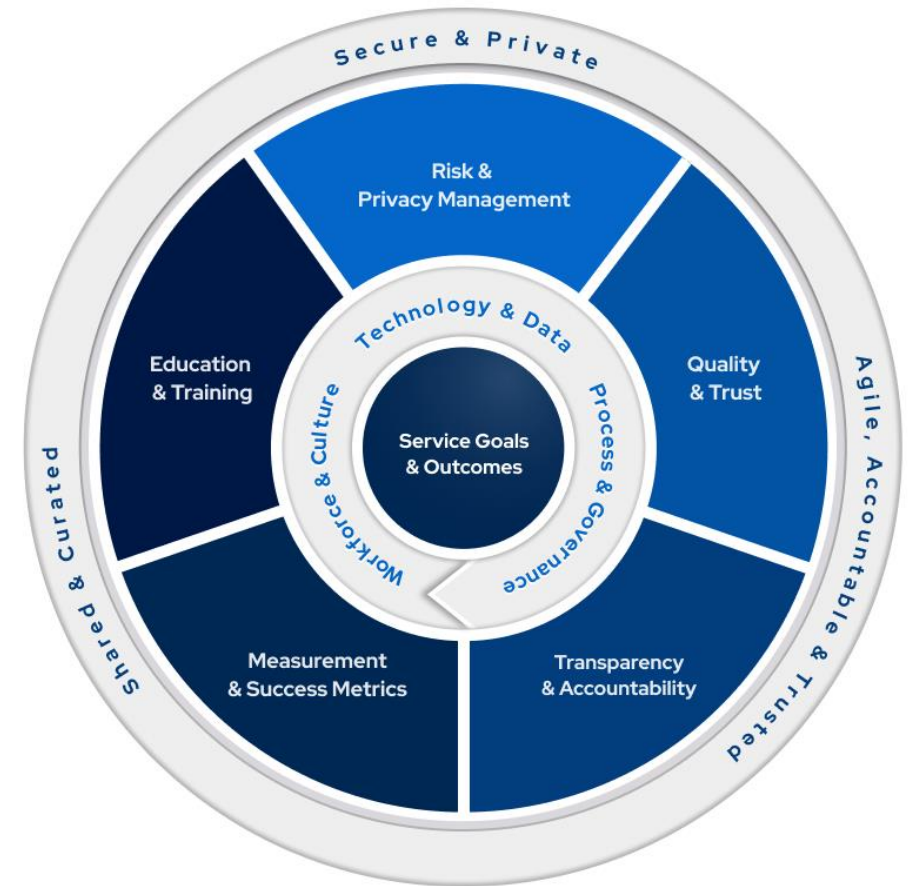 Secure & Private
Risk &
Privacy Management
Technology & Data
Education
& Training
Quality
& Trust
Agile, Accountable & Trusted
Process & Governance
Workforce & Culture
Service Goals
& Outcomes
Shared & Curated
Measurement
& Success Metrics
Transparency
& Accountability